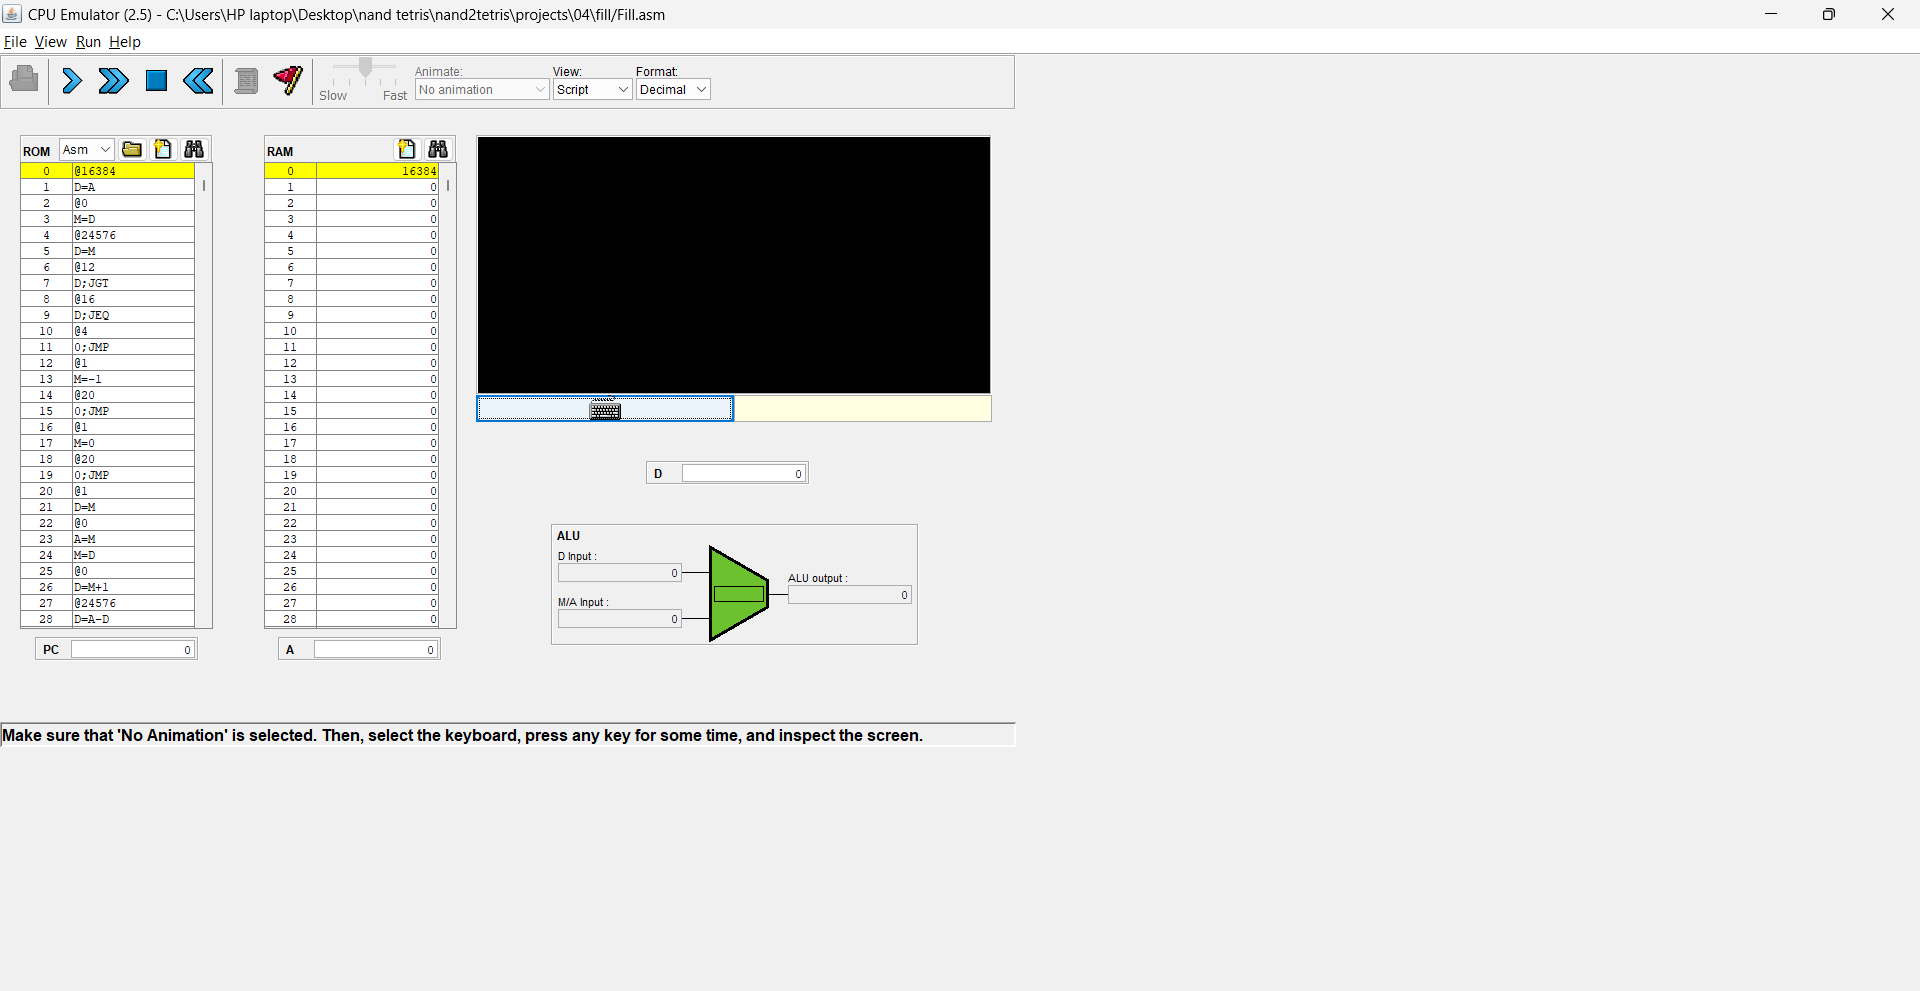 CPU Emulator (2.5) - C:\Users\HP laptop\Desktop\nand tetris\nand2tetris\projects\04\fill/Fill.asm
File View Run Help
Slow Fast
Animate:
No animation
View:
Script
Format:
Decimal
ROM Asm
0 @16384
1 D=A
2 @0
3 M=D
4 @24576
5 D=M
6 @12
7 D;JGT
8 @16
9 D;JEQ
10 @4
11 0;JMP
12 @1
13 M=-1
14 @20
15 0;JMP
16 @1
17 M=0
18 @20
19 0;JMP
20 @1
21 D=M
22 @0
23 A=M
24 M=D
25 @0
26 D=M+1
27 @24576
28 D=A-D
PC 0
RAM
0 16384
1 0
2 0
3 0
4 0
5 0
6 0
7 0
8 0
9 0
10 0
11 0
12 0
13 0
14 0
15 0
16 0
17 0
18 0
19 0
20 0
21 0
22 0
23 0
24 0
25 0
26 0
27 0
28 0
A 0
D 0
ALU
D Input :
0
M/A Input :
0
ALU output :
0
Make sure that 'No Animation' is selected. Then, select the keyboard, press any key for some time, and inspect the screen.